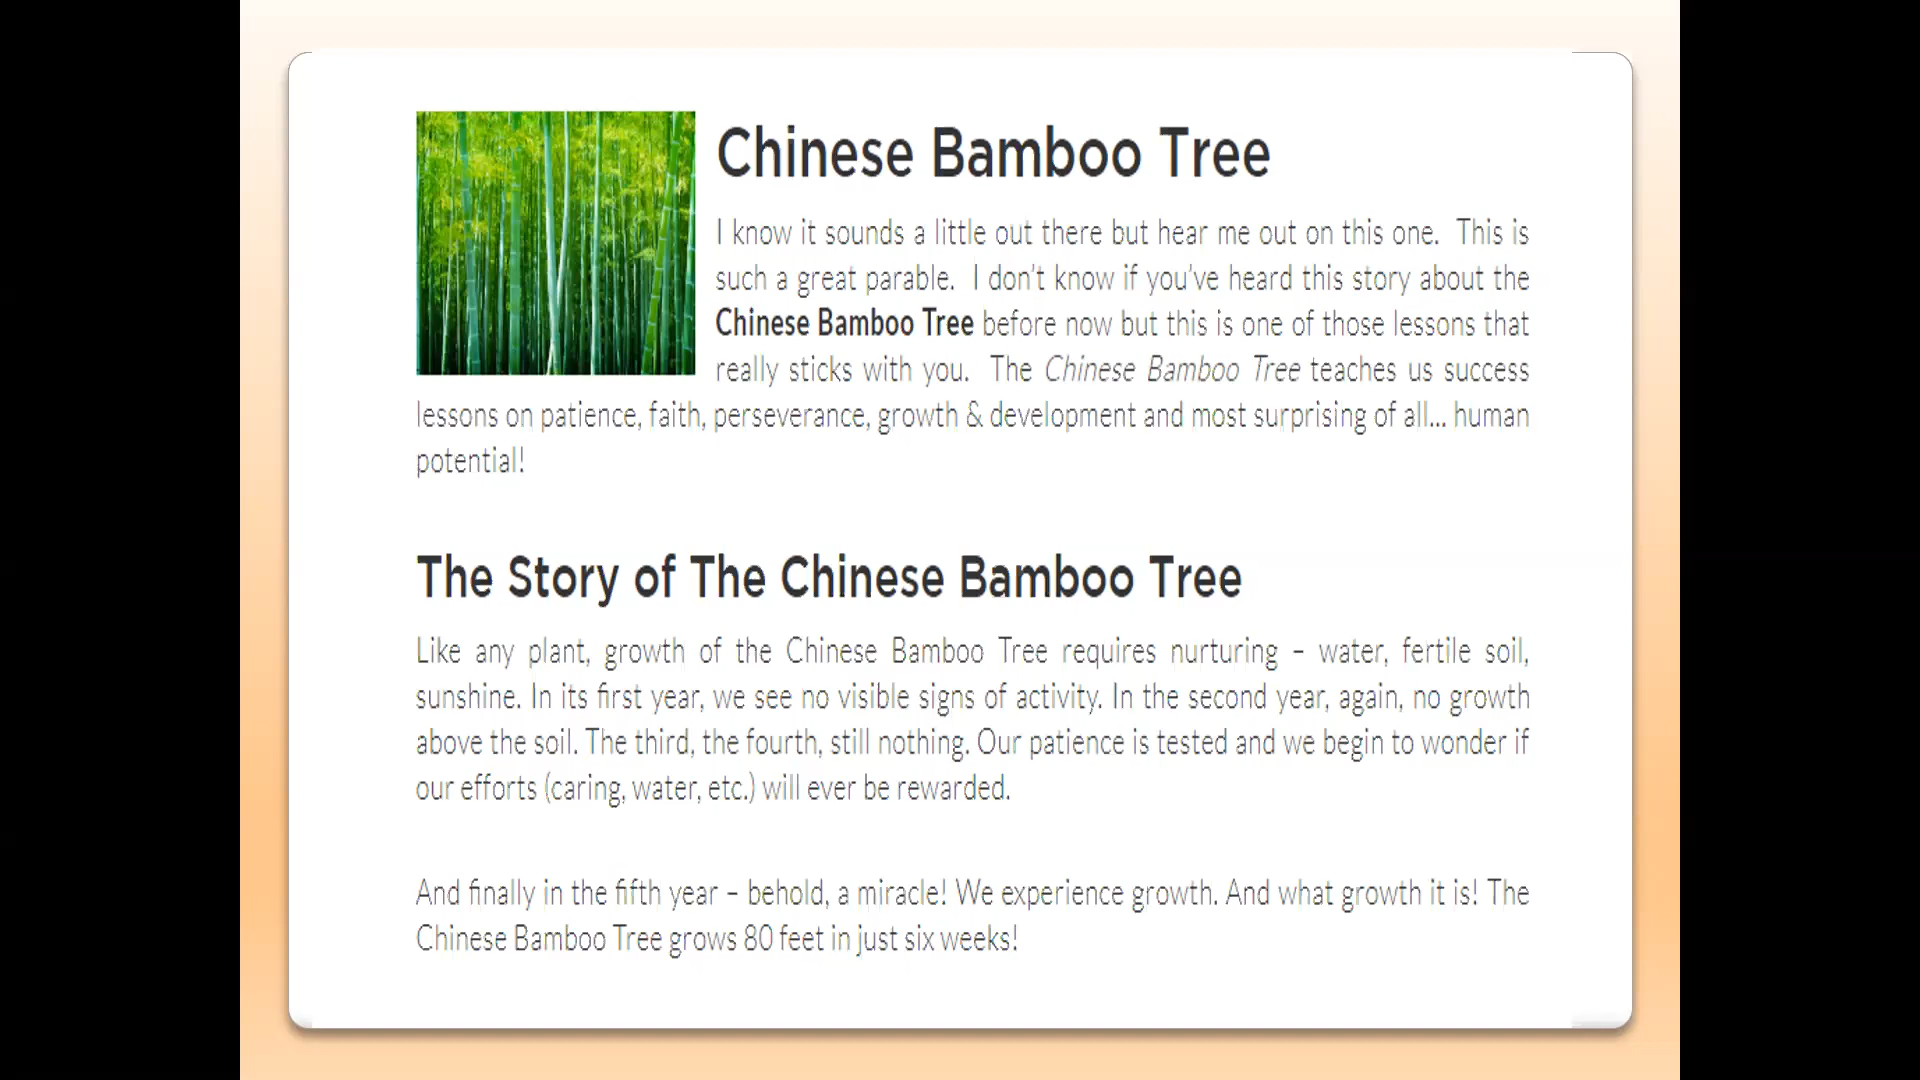 Chinese Bamboo Tree
I know it sounds a little out there but hear me out on this one.  This is
such a great parable.  I don't know if you've heard this story about the
Chinese Bamboo Tree before now but this is one of those lessons that
really sticks with you.  The Chinese Bamboo Tree teaches us success
lessons on patience, faith, perseverance, growth & development and most surprising of all... human
potential!
The Story of The Chinese Bamboo Tree
Like any plant, growth of the Chinese Bamboo Tree requires nurturing – water, fertile soil,
sunshine. In its first year, we see no visible signs of activity. In the second year, again, no growth
above the soil. The third, the fourth, still nothing. Our patience is tested and we begin to wonder if
our efforts (caring, water, etc.) will ever be rewarded.
And finally in the fifth year – behold, a miracle! We experience growth. And what growth it is! The
Chinese Bamboo Tree grows 80 feet in just six weeks!